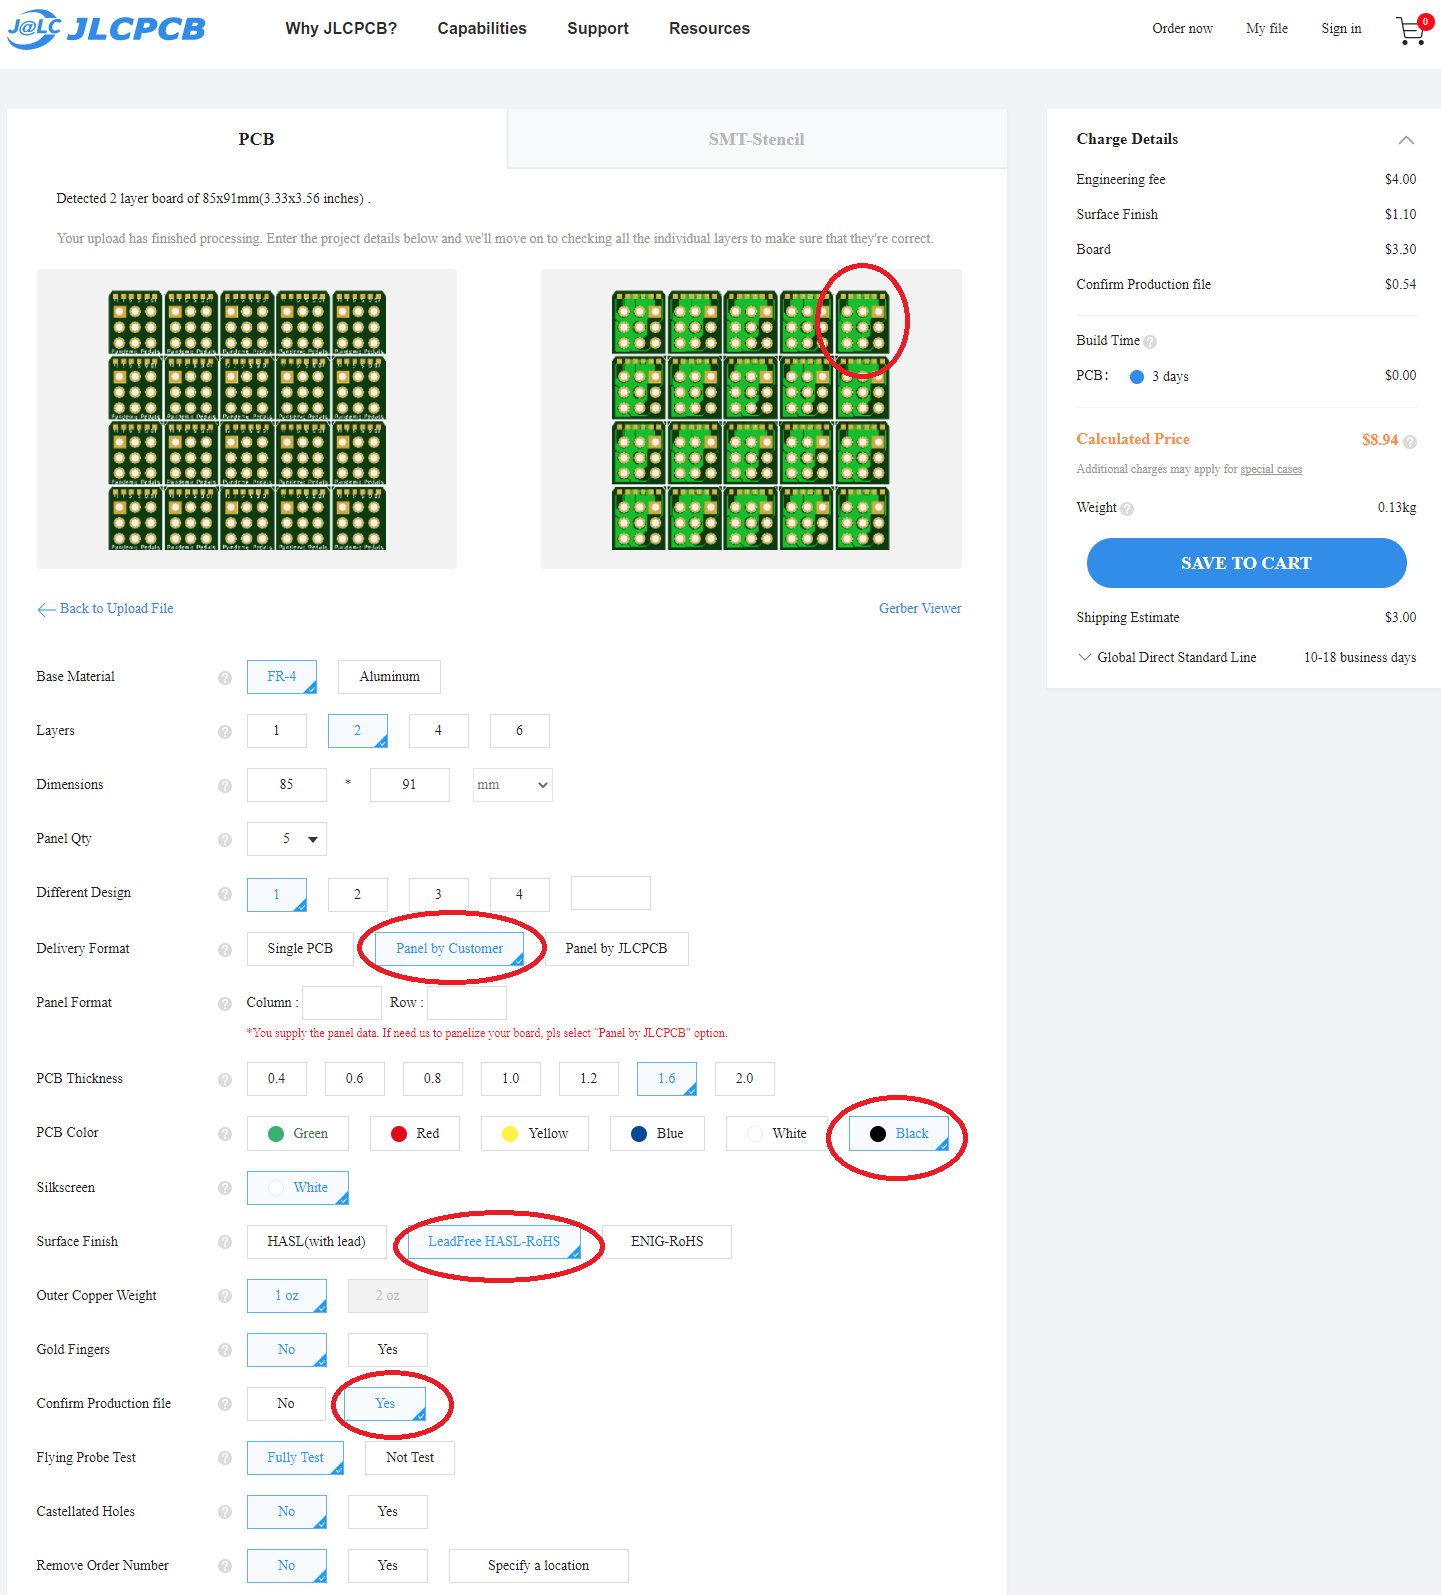 J@LC JLCPCB Why JLCPCB? Capabilities Support Resources Order now My file Sign in 0
PCB SMT-Stencil
Detected 2 layer board of 85x91mm(3.33x3.56 inches) .
Your upload has finished processing. Enter the project details below and we'll move on to checking all the individual layers to make sure that they're correct.
Pandemic Pedals Pandemic Pedals Pandemic Pedals Pandemic Pedals Pandemic Pedals
Back to Upload File Gerber Viewer
Base Material ? FR-4 Aluminum
Layers ? 1 2 4 6
Dimensions ? 85 * 91 mm
Panel Qty ? 5
Different Design ? 1 2 3 4
Delivery Format ? Single PCB Panel by Customer Panel by JLCPCB
Panel Format ? Column : Row :
*You supply the panel data. If need us to panelize your board, pls select "Panel by JLCPCB" option.
PCB Thickness ? 0.4 0.6 0.8 1.0 1.2 1.6 2.0
PCB Color ? Green Red Yellow Blue White Black
Silkscreen ? White
Surface Finish ? HASL(with lead) LeadFree HASL-RoHS ENIG-RoHS
Outer Copper Weight ? 1 oz 2 oz
Gold Fingers ? No Yes
Confirm Production file ? No Yes
Flying Probe Test ? Fully Test Not Test
Castellated Holes ? No Yes
Remove Order Number ? No Yes Specify a location
Charge Details
Engineering fee $4.00
Surface Finish $1.10
Board $3.30
Confirm Production file $0.54
Build Time ?
PCB: 3 days $0.00
Calculated Price $8.94 ?
Additional charges may apply for special cases
Weight ? 0.13kg
SAVE TO CART
Shipping Estimate $3.00
Global Direct Standard Line 10-18 business days